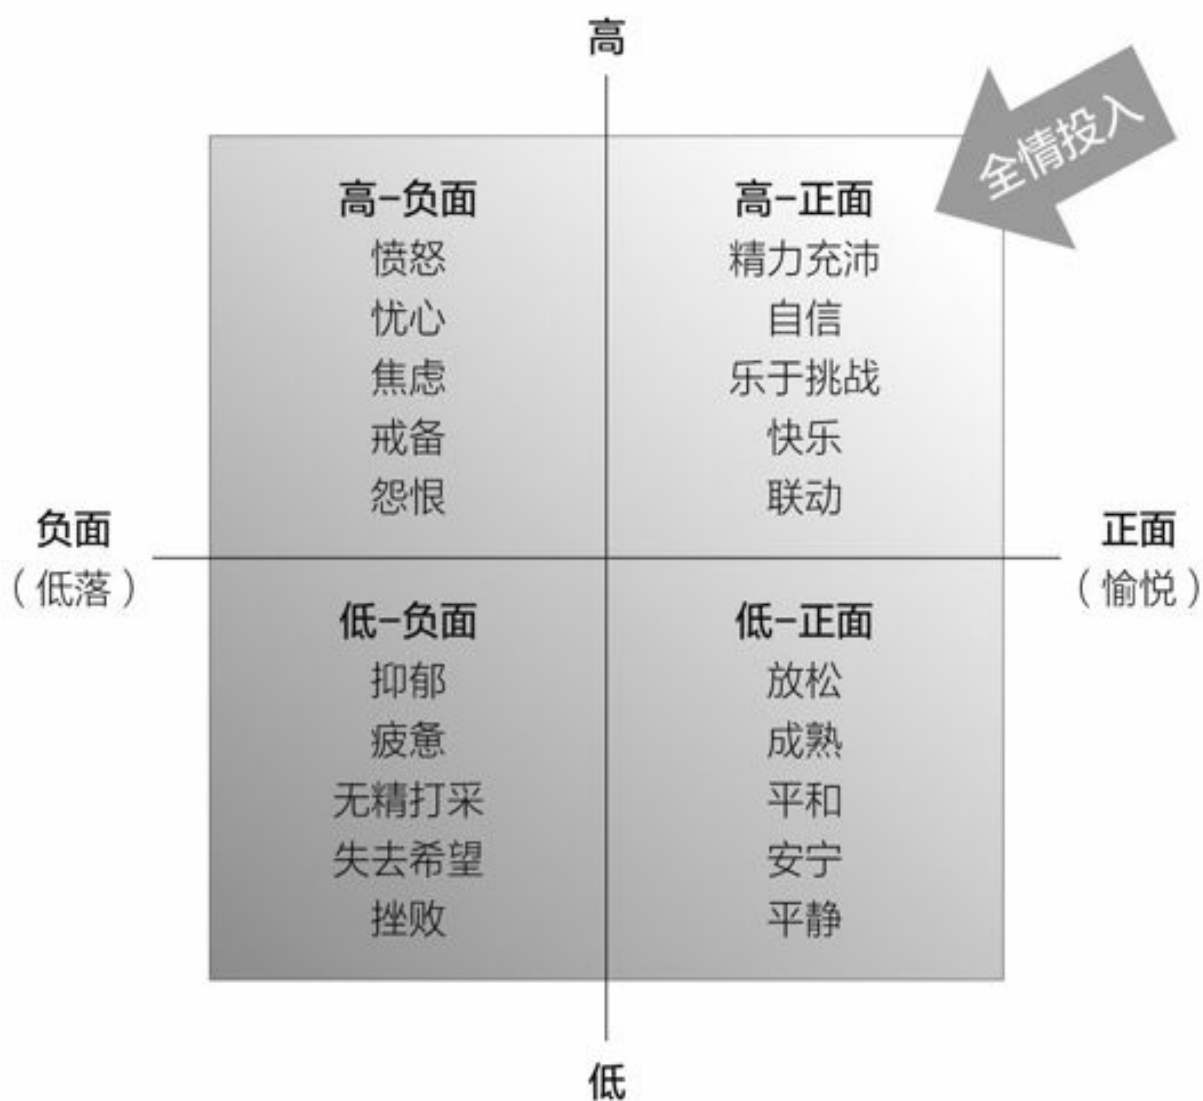 高
全情投入
高-负面
愤怒
忧心
焦虑
戒备
怨恨
高-正面
精力充沛
自信
乐于挑战
快乐
联动
负面
（低落）
正面
（愉悦）
低-负面
抑郁
疲惫
无精打采
失去希望
挫败
低-正面
放松
成熟
平和
安宁
平静
低